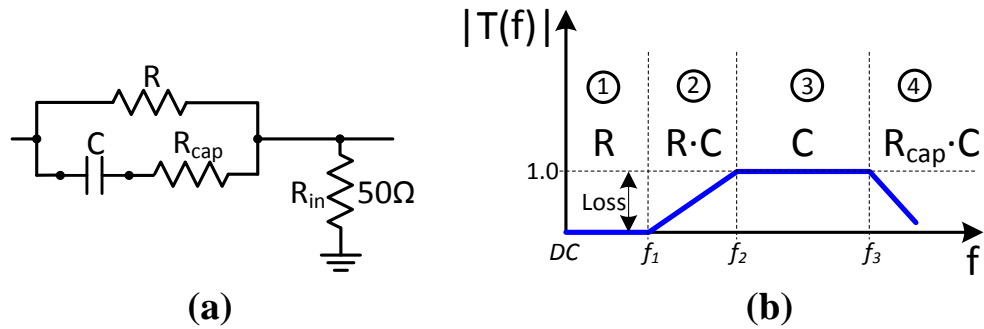 R
C
R_cap
R_in
50Ω
(a)
|T(f)|
① ② ③ ④
R R·C C R_cap·C
1.0
Loss
DC f_1 f_2 f_3 f
(b)